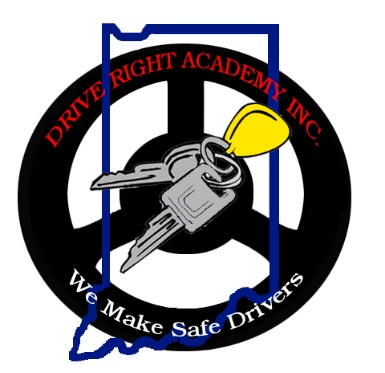 DRIVE RIGHT ACADEMY INC.
We Make Safe Drivers